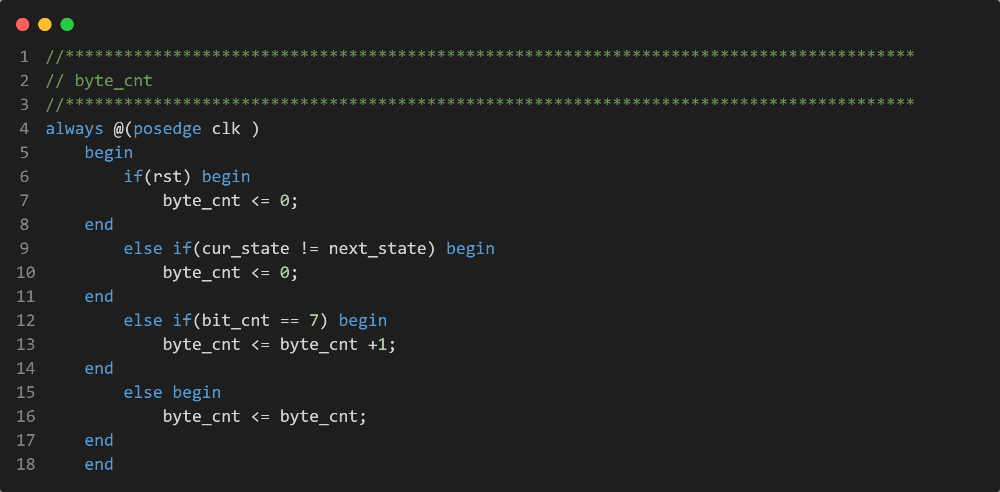 1 //***************************************************************************************
2 // byte_cnt
3 //***************************************************************************************
4 always @(posedge clk )
5     begin
6         if(rst) begin
7             byte_cnt <= 0;
8     end
9         else if(cur_state != next_state) begin
10             byte_cnt <= 0;
11     end
12         else if(bit_cnt == 7) begin
13             byte_cnt <= byte_cnt +1;
14     end
15         else begin
16             byte_cnt <= byte_cnt;
17     end
18     end